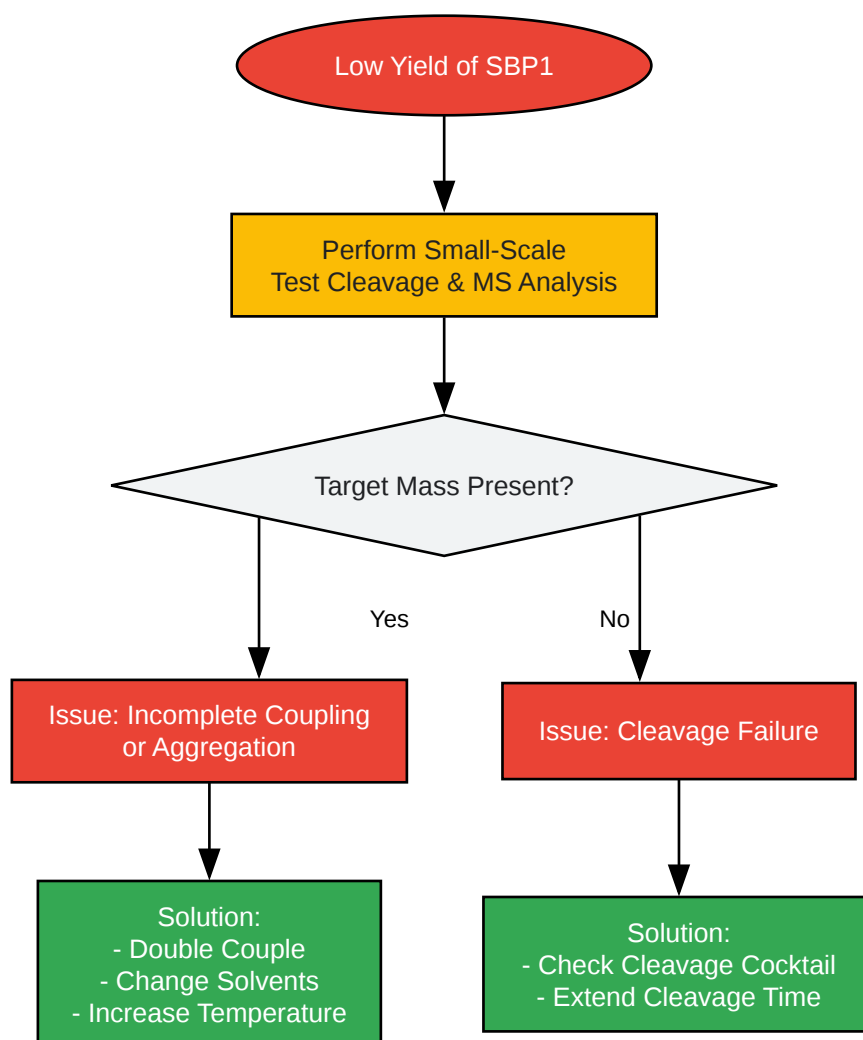 Low Yield of SBP1
Perform Small-Scale
Test Cleavage & MS Analysis
Target Mass Present?
Yes
No
Issue: Incomplete Coupling
or Aggregation
Issue: Cleavage Failure
Solution:
- Double Couple
- Change Solvents
- Increase Temperature
Solution:
- Check Cleavage Cocktail
- Extend Cleavage Time